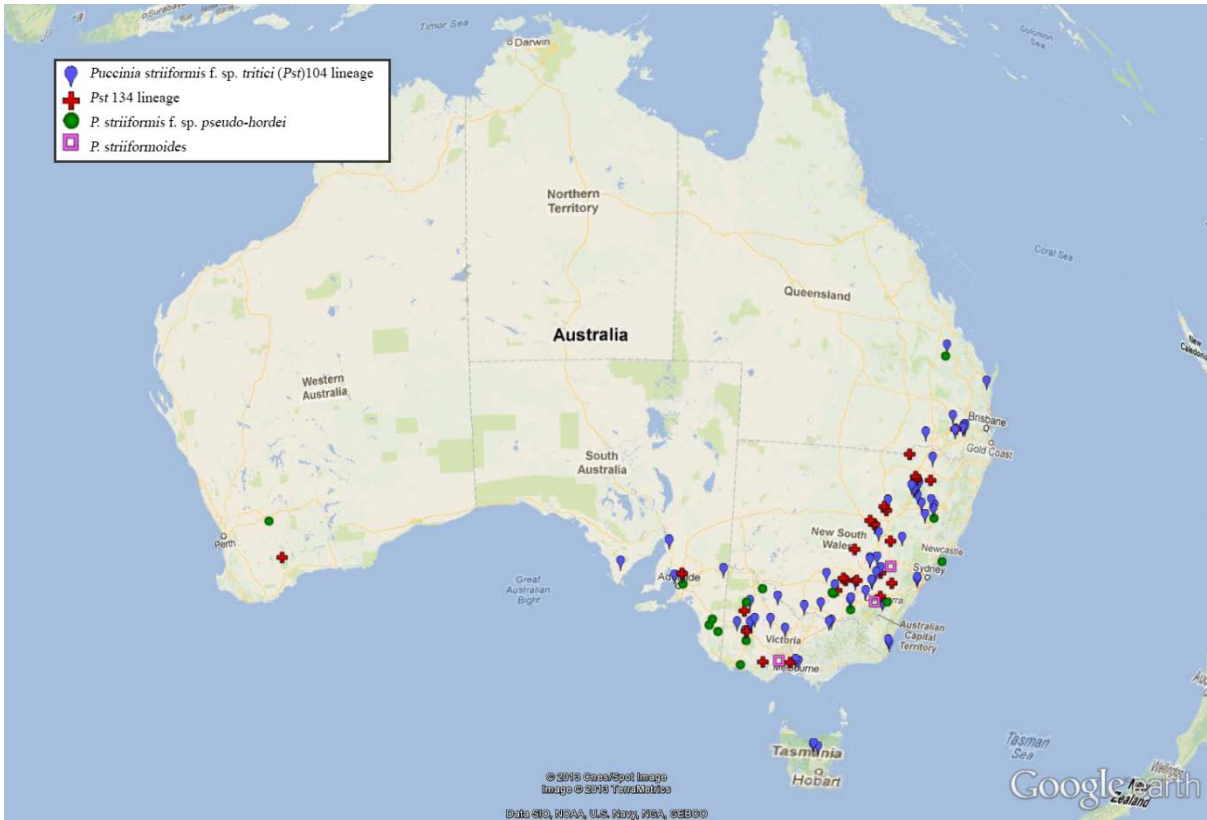 Puccinia striiformis f. sp. tritici (Pst)104 lineage
Pst 134 lineage
P. striiformis f. sp. pseudo-hordei
P. striiformoides
Timor Sea
Darwin
Solomon
Sea
Coral Sea
Northern
Territory
Queensland
Australia
Western
Australia
New
Caledonia
South
Australia
Brisbane
Gold Coast
Perth
New South
Wales
Newcastle
Sydney
Great
Australian
Bight
Australian
Capital
Territory
Victoria
Melbourne
Tasmania
Hobart
Tasman
Sea
New
Zealand
© 2013 Cnes/Spot Image
Image © 2013 TerraMetrics
Data SIO, NOAA, U.S. Navy, NGA, GEBCO
Google earth